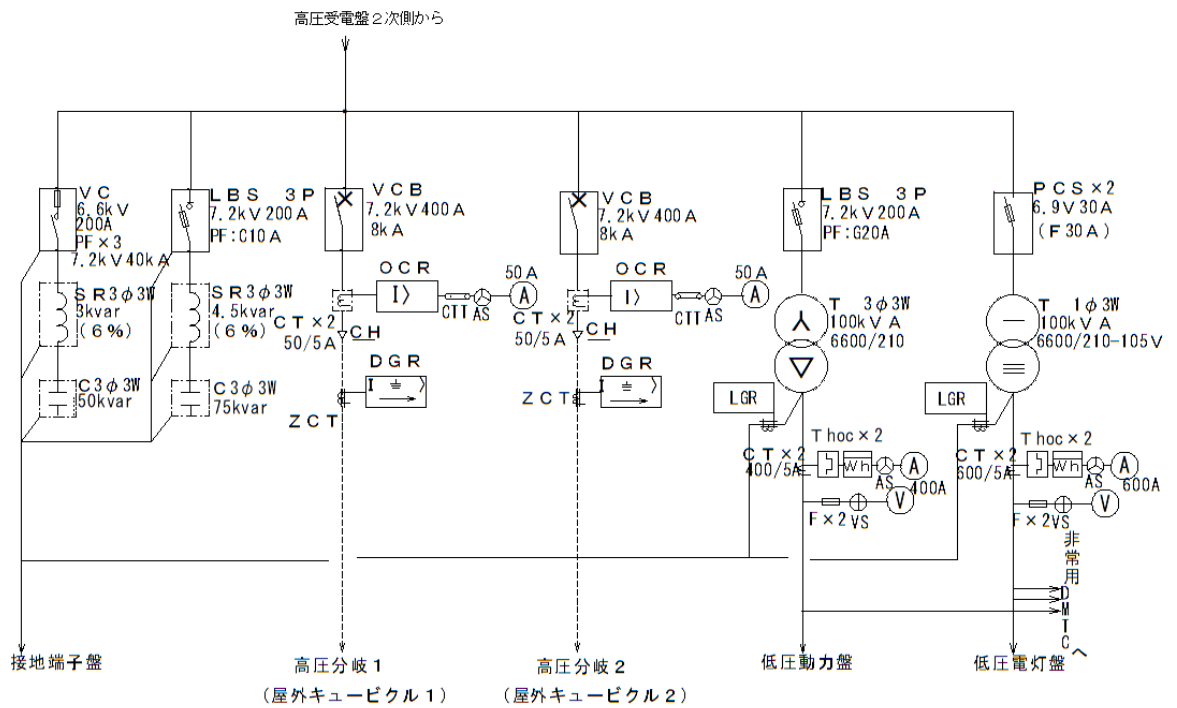 高圧受電盤２次側から
ＶＣ
6.6kＶ
200A
PF×3
7.2kＶ40kA
ＳＲ3φ3W
3kvar
(６%)
Ｃ3φ3W
50kvar
ＬＢＳ　３Ｐ
7.2kＶ200Ａ
PF:C10Ａ
ＳＲ3φ3W
4.5kvar
(６%)
Ｃ3φ3W
75kvar
ＶＣＢ
7.2kＶ400Ａ
8kＡ
ＯＣＲ
I〉
50Ａ
A
CTT
AS
ＣＴ×2
50/5Ａ
ＣＨ
ＤＧＲ
I
〉
ＺＣＴ
ＶＣＢ
7.2kＶ400Ａ
8kＡ
ＯＣＲ
I〉
50Ａ
A
CTT
AS
ＣＴ×2
50/5Ａ
ＣＨ
ＤＧＲ
I
〉
ＺＣＴ
ＬＢＳ　３Ｐ
7.2kＶ200Ａ
PF:G20A
Ｔ　3φ3W
100kＶＡ
6600/210
LGR
Ｔhoc×2
ＣＴ×2
400/5A
Wh
AS
A
400A
F×2
VS
V
ＰＣＳ×2
6.9Ｖ30Ａ
(Ｆ30Ａ)
Ｔ　1φ3W
100kＶＡ
6600/210-105Ｖ
LGR
Ｔhoc×2
ＣＴ×2
600/5A
Wh
AS
A
600A
F×2
VS
V
非常用ＤＭＴＣへ
接地端子盤
高圧分岐１
(屋外キュービクル１)
高圧分岐２
(屋外キュービクル２)
低圧動力盤
低圧電灯盤